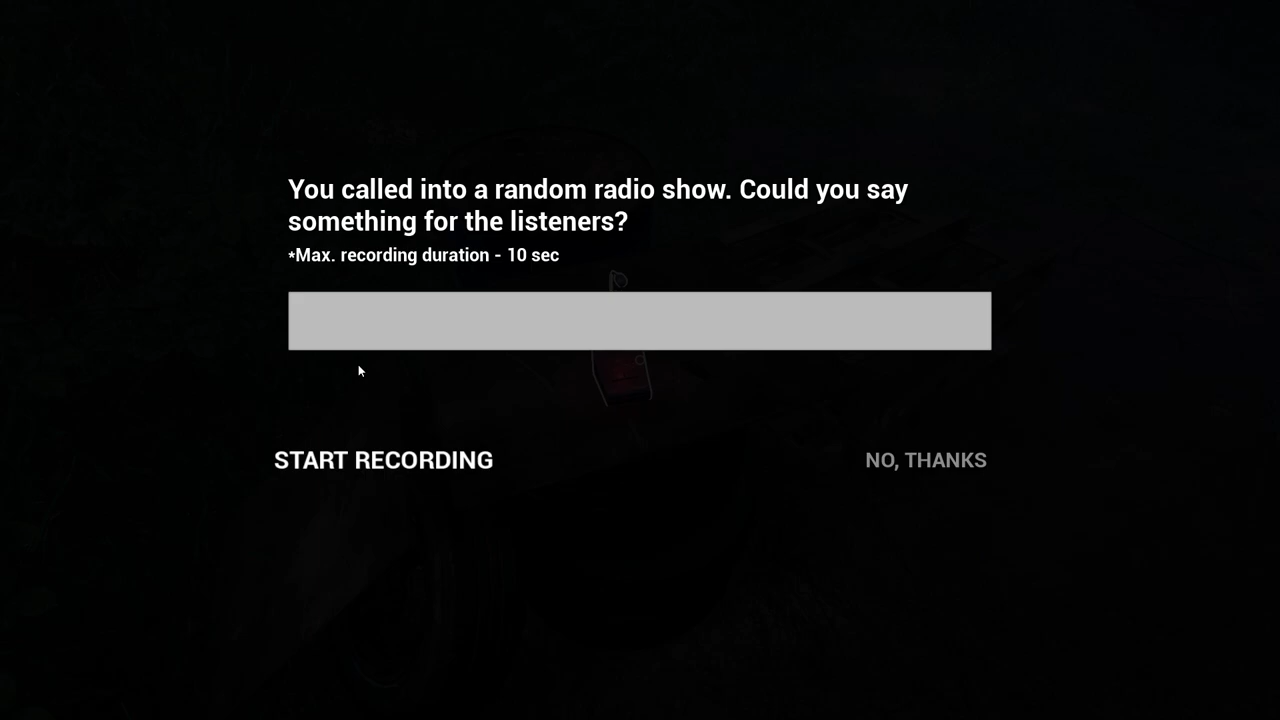 You called into a random radio show. Could you say
something for the listeners?
*Max. recording duration - 10 sec
START RECORDING
NO, THANKS